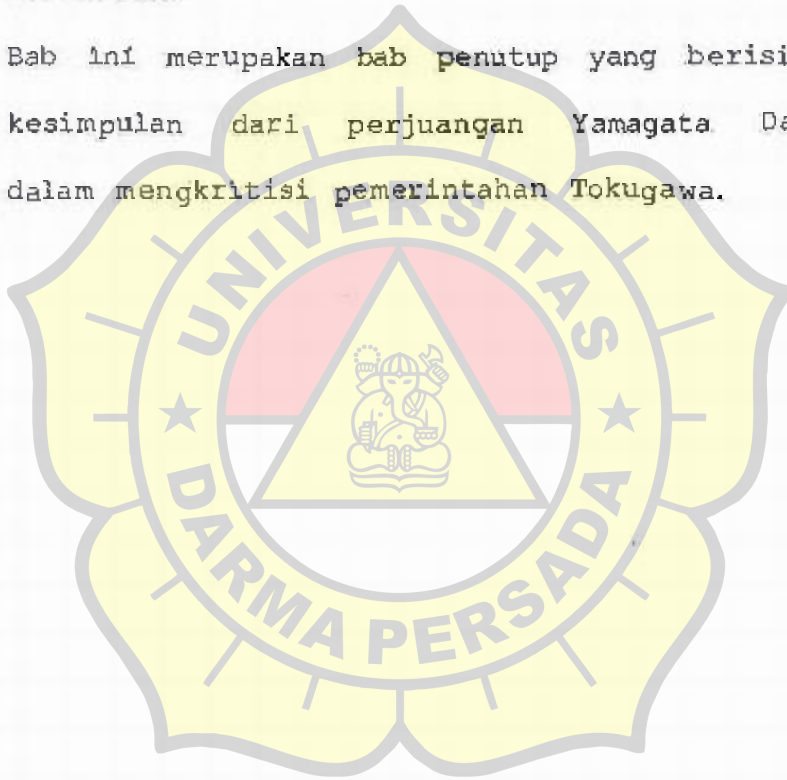 Bab ini merupakan bab penutup yang berisi
kesimpulan dari perjuangan Yamagata Da
dalam mengkritisi pemerintahan Tokugawa.
UNIVERSITAS
DARMA PERSADA